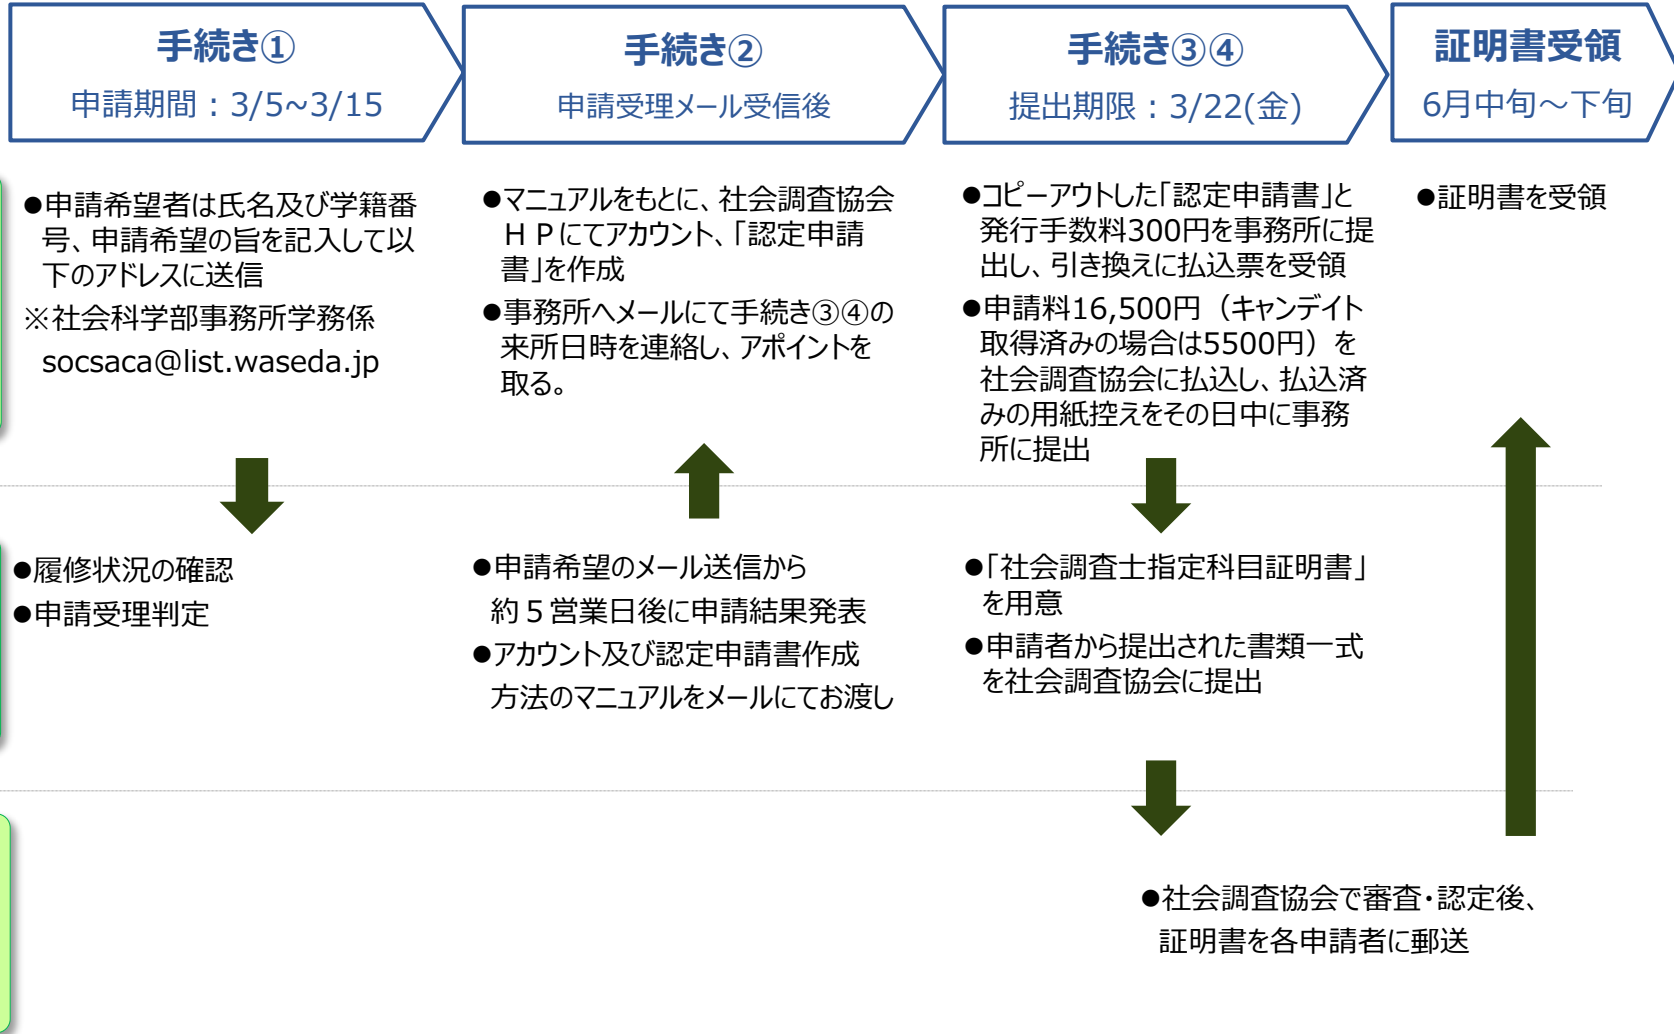 手続き①
申請期間：3/5~3/15
手続き②
申請受理メール受信後
手続き③④
提出期限：3/22(金)
証明書受領
6月中旬～下旬
●申請希望者は氏名及び学籍番
号、申請希望の旨を記入して以
下のアドレスに送信
※社会科学部事務所学務係
socsaca@list.waseda.jp
●マニュアルをもとに、社会調査協会
ＨＰにてアカウント、「認定申請
書」を作成
●事務所へメールにて手続き③④の
来所日時を連絡し、アポイントを
取る。
●コピーアウトした「認定申請書」と
発行手数料300円を事務所に提
出し、引き換えに払込票を受領
●申請料16,500円（キャンデイト
取得済みの場合は5500円）を
社会調査協会に払込し、払込済
みの用紙控えをその日中に事務
所に提出
●証明書を受領
●履修状況の確認
●申請受理判定
●申請希望のメール送信から
約５営業日後に申請結果発表
●アカウント及び認定申請書作成
方法のマニュアルをメールにてお渡し
●「社会調査士指定科目証明書」
を用意
●申請者から提出された書類一式
を社会調査協会に提出
●社会調査協会で審査・認定後、
証明書を各申請者に郵送